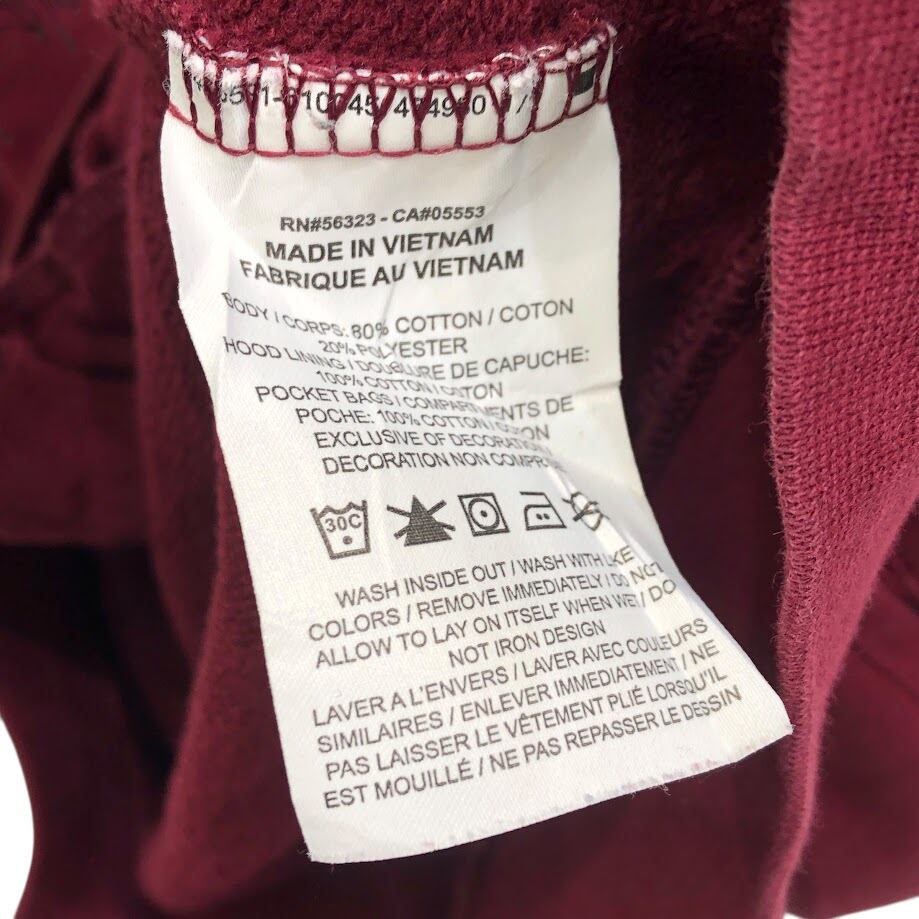 RN#56323 - CA#05553
MADE IN VIETNAM
FABRIQUE AU VIETNAM
BODY / CORPS: 80% COTTON / COTON
20% POLYESTER
HOOD LINING / DOUBLURE DE CAPUCHE:
100% COTTON / COTON
POCKET BAGS / COMPARTIMENTS DE
POCHE: 100% COTTON / COTON
EXCLUSIVE OF DECORATION /
DECORATION NON
30C
WASH INSIDE OUT / WASH WITH LIKE
COLORS / REMOVE IMMEDIATELY / DO NOT
ALLOW TO LAY ON ITSELF WHEN WET / DO
NOT IRON DESIGN
LAVER A L'ENVERS / LAVER AVEC COULEURS
SIMILAIRES / ENLEVER IMMEDIATEMENT / NE
PAS LAISSER LE VÊTEMENT PLIÉ LORSQU'IL
EST MOUILLÉ / NE PAS REPASSER LE DESSIN